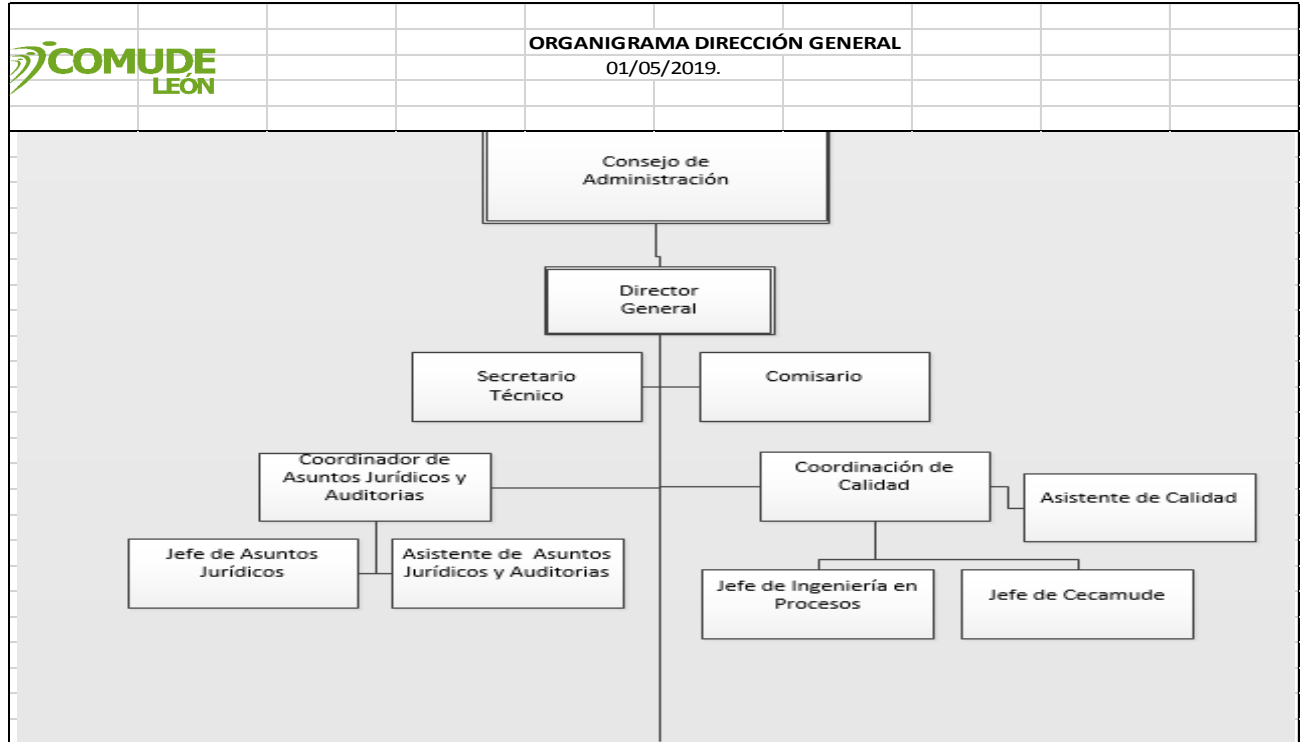 COMUDE
LEÓN
ORGANIGRAMA DIRECCIÓN GENERAL
01/05/2019.
Consejo de
Administración
Director
General
Secretario
Técnico
Comisario
Coordinador de
Asuntos Jurídicos y
Auditorias
Coordinación de
Calidad
Asistente de Calidad
Jefe de Asuntos
Jurídicos
Asistente de Asuntos
Jurídicos y Auditorias
Jefe de Ingeniería en
Procesos
Jefe de Cecamude